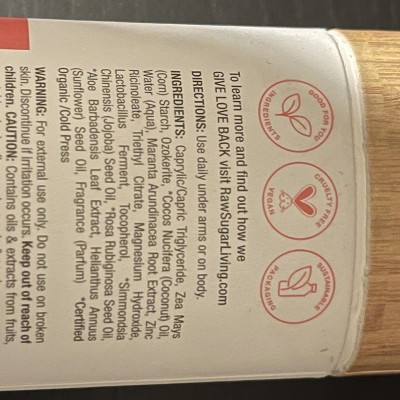 GOOD FOR YOU
INGREDIENTS
CRUELTY FREE
VEGAN
SUSTAINABLE
PACKAGING
To learn more and find out how we
GIVE LOVE BACK visit RawSugarLiving.com
DIRECTIONS: Use daily under arms or on body.
INGREDIENTS: Caprylic/Capric Triglyceride, Zea Mays
(Corn) Starch, Ozokerite, *Cocos Nucifera (Coconut) Oil,
Water (Aqua), Maranta Arundinacea Root Extract, Zinc
Ricinoleate, Triethyl Citrate, Magnesium Hydroxide,
Lactobacillus Ferment, Tocopherol, *Simmondsia
Chinensis (Jojoba) Seed Oil, *Rosa Rubiginosa Seed Oil,
*Aloe Barbadensis Leaf Extract, Helianthus Annuus
(Sunflower) Seed Oil, Fragrance (Parfum) *Certified
Organic /Cold Press
WARNING: For external use only. Do not use on broken
skin. Discontinue if irritation occurs. Keep out of reach of
children. CAUTION: Contains oils & extracts from fruits,